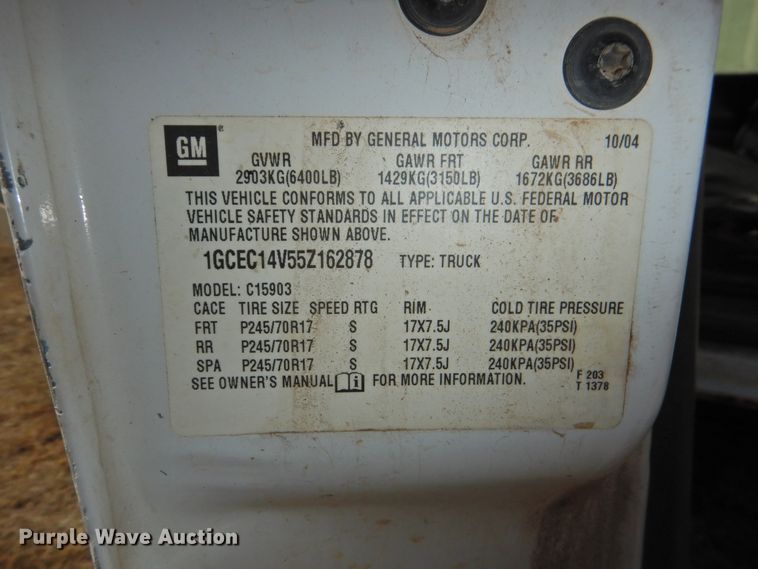 GM ®
MFD BY GENERAL MOTORS CORP. 10/04
GVWR GAWR FRT GAWR RR
2903KG(6400LB) 1429KG(3150LB) 1672KG(3686LB)
THIS VEHICLE CONFORMS TO ALL APPLICABLE U.S. FEDERAL MOTOR
VEHICLE SAFETY STANDARDS IN EFFECT ON THE DATE OF
MANUFACTURE SHOWN ABOVE.
1GCEC14V55Z162878 TYPE: TRUCK
MODEL: C15903
CACE TIRE SIZE SPEED RTG RIM COLD TIRE PRESSURE
FRT P245/70R17 S 17X7.5J 240KPA(35PSI)
RR P245/70R17 S 17X7.5J 240KPA(35PSI)
SPA P245/70R17 S 17X7.5J 240KPA(35PSI)
SEE OWNER'S MANUAL i FOR MORE INFORMATION.
F 203
T 1378
Purple Wave Auction